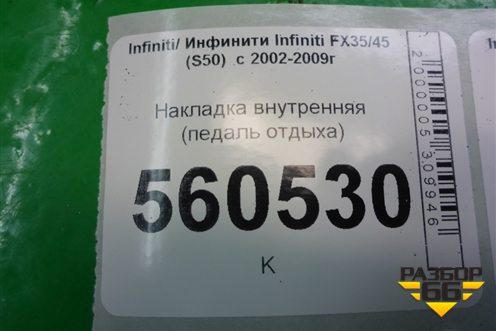 Infiniti/ Инфинити Infiniti FX35/45
(S50) с 2002-2009г
Накладка внутренняя
(педаль отдыха)
560530
К
2000005309946
РАЗБОР
66